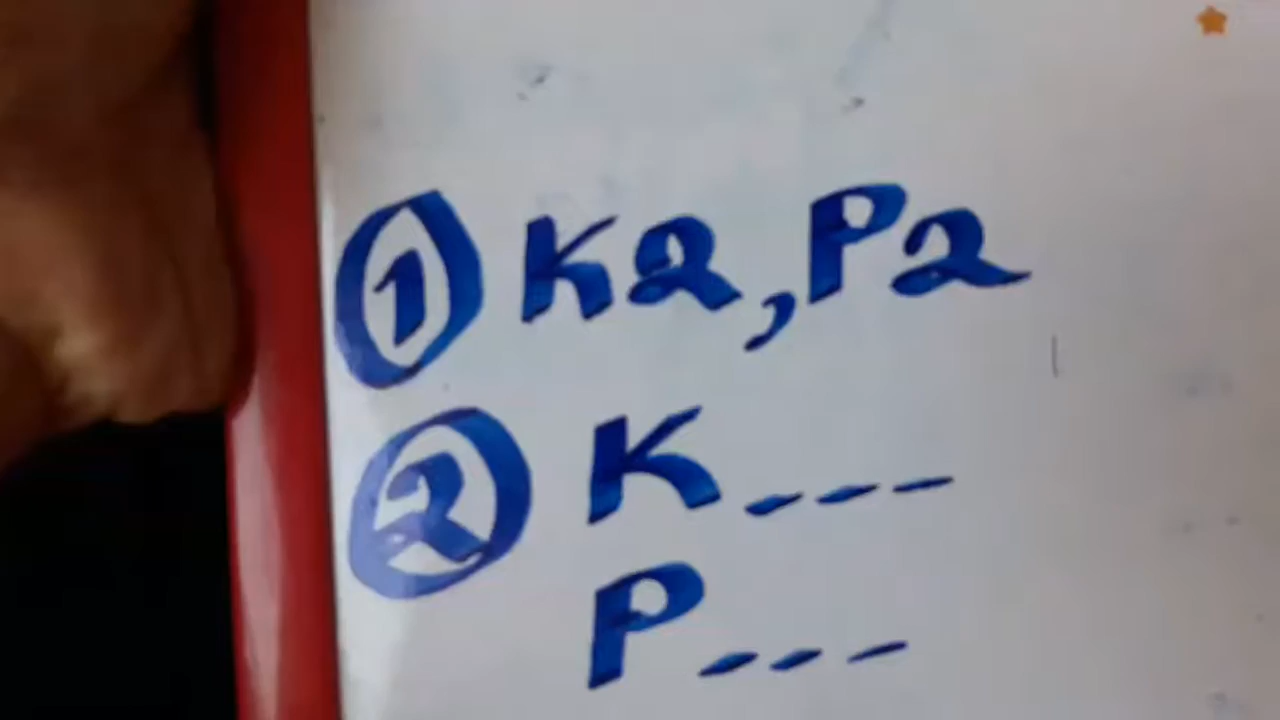 ① K2, P2
② K---
P---